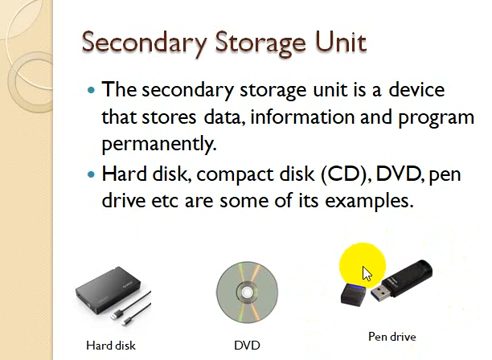 Secondary Storage Unit
The secondary storage unit is a device
that stores data, information and program
permanently.
Hard disk, compact disk (CD), DVD, pen
drive etc are some of its examples.
Hard disk
DVD
Pen drive